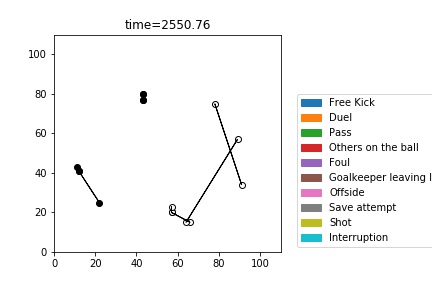 time=2550.76
100
80
60
40
20
0
0 20 40 60 80 100
Free Kick
Duel
Pass
Others on the ball
Foul
Goalkeeper leaving l
Offside
Save attempt
Shot
Interruption